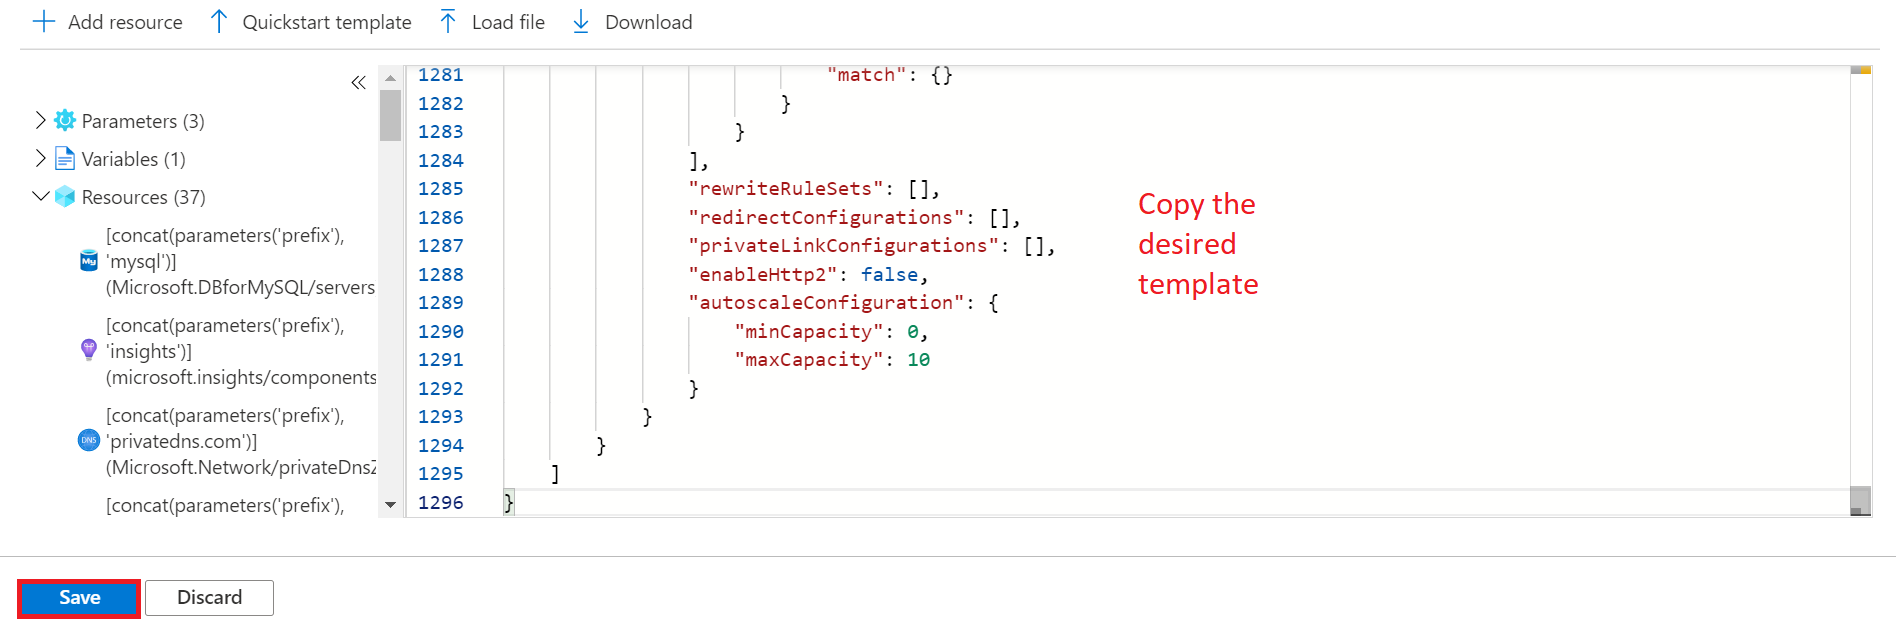 Add resource Quickstart template Load file Download
Parameters (3)
Variables (1)
Resources (37)
[concat(parameters('prefix'),
'mysql')]
(Microsoft.DBforMySQL/servers
[concat(parameters('prefix'),
'insights')]
(microsoft.insights/components
[concat(parameters('prefix'),
'privatedns.com')]
(Microsoft.Network/privateDnsZ
[concat(parameters('prefix'),
My
DNS
1281 "match": {}
1282 }
1283 }
1284 ],
1285 "rewriteRuleSets": [],
1286 "redirectConfigurations": [],
1287 "privateLinkConfigurations": [],
1288 "enableHttp2": false,
1289 "autoscaleConfiguration": {
1290 "minCapacity": 0,
1291 "maxCapacity": 10
1292 }
1293 }
1294 }
1295 ]
1296 }
Copy the
desired
template
Save Discard